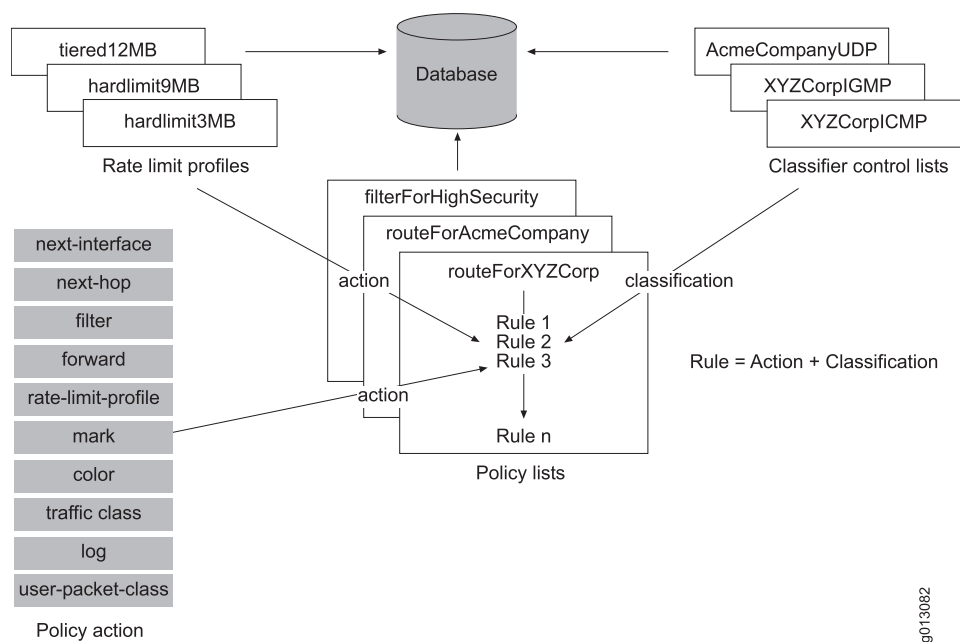 tiered12MB
hardlimit9MB
hardlimit3MB
Rate limit profiles
Database
AcmeCompanyUDP
XYZCorpIGMP
XYZCorpICMP
Classifier control lists
filterForHighSecurity
routeForAcmeCompany
routeForXYZCorp
action
classification
Rule 1
Rule 2
Rule 3
action
Rule n
Policy lists
Rule = Action + Classification
next-interface
next-hop
filter
forward
rate-limit-profile
mark
color
traffic class
log
user-packet-class
Policy action
g013082